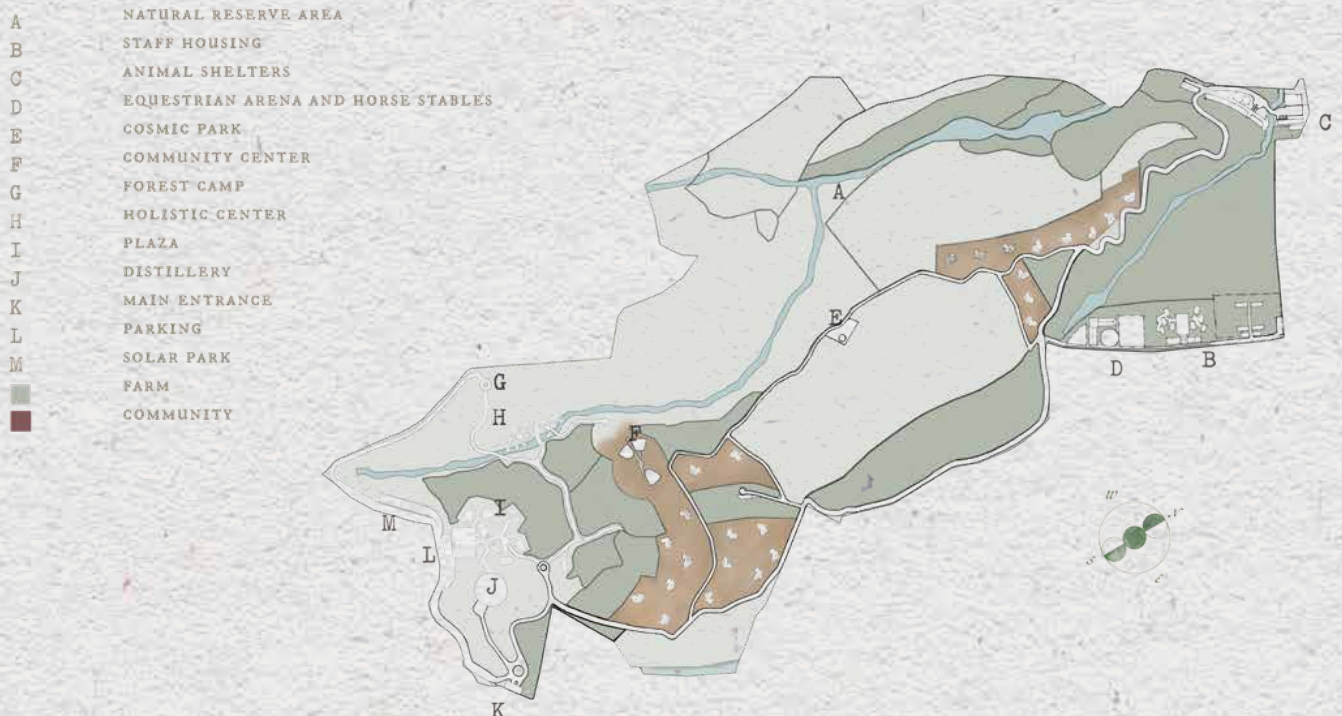 A NATURAL RESERVE AREA
B STAFF HOUSING
C ANIMAL SHELTERS
D EQUESTRIAN ARENA AND HORSE STABLES
E COSMIC PARK
F COMMUNITY CENTER
G FOREST CAMP
H HOLISTIC CENTER
I PLAZA
J DISTILLERY
K MAIN ENTRANCE
L PARKING
M SOLAR PARK
FARM
COMMUNITY
C
A
E
D
B
G
H
F
I
M
L
J
K
W
N
S
E